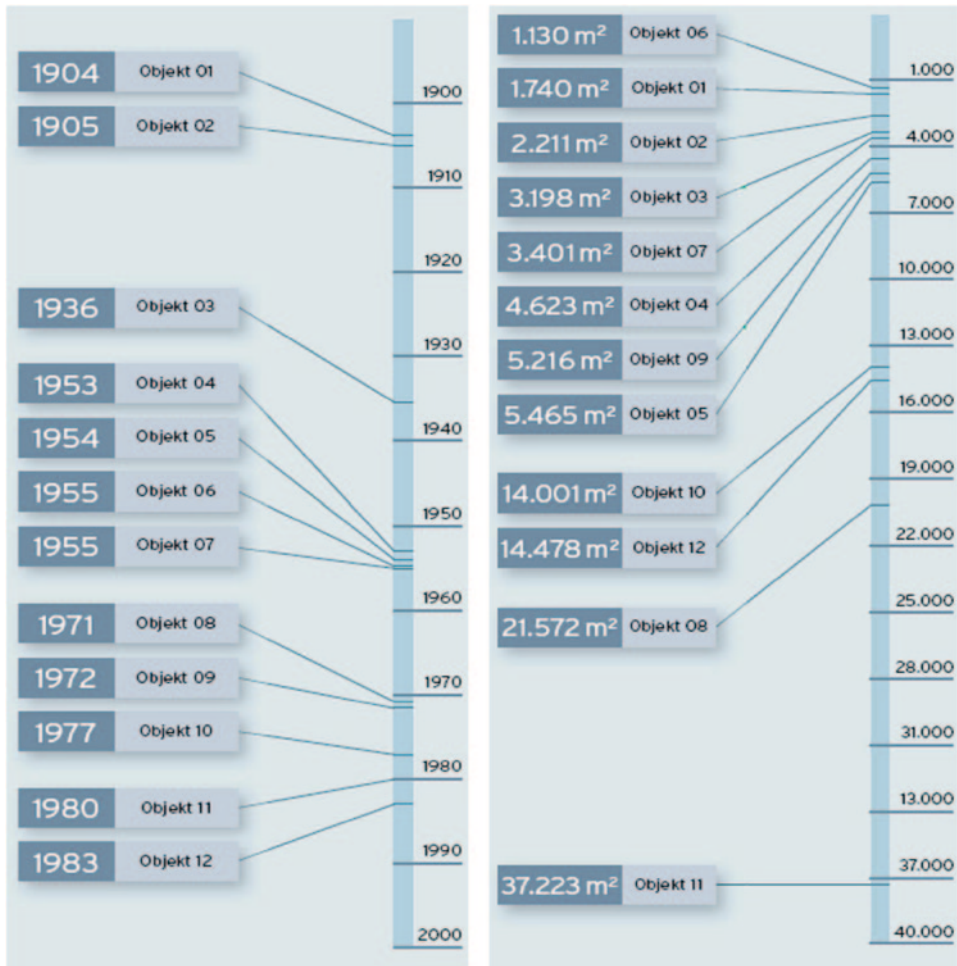 1904 Objekt 01
1905 Objekt 02
1936 Objekt 03
1953 Objekt 04
1954 Objekt 05
1955 Objekt 06
1955 Objekt 07
1971 Objekt 08
1972 Objekt 09
1977 Objekt 10
1980 Objekt 11
1983 Objekt 12
1900
1910
1920
1930
1940
1950
1960
1970
1980
1990
2000
1.130 m² Objekt 06
1.740 m² Objekt 01
2.211 m² Objekt 02
3.198 m² Objekt 03
3.401 m² Objekt 07
4.623 m² Objekt 04
5.216 m² Objekt 09
5.465 m² Objekt 05
14.001 m² Objekt 10
14.478 m² Objekt 12
21.572 m² Objekt 08
37.223 m² Objekt 11
1.000
4.000
7.000
10.000
13.000
16.000
19.000
22.000
25.000
28.000
31.000
13.000
37.000
40.000